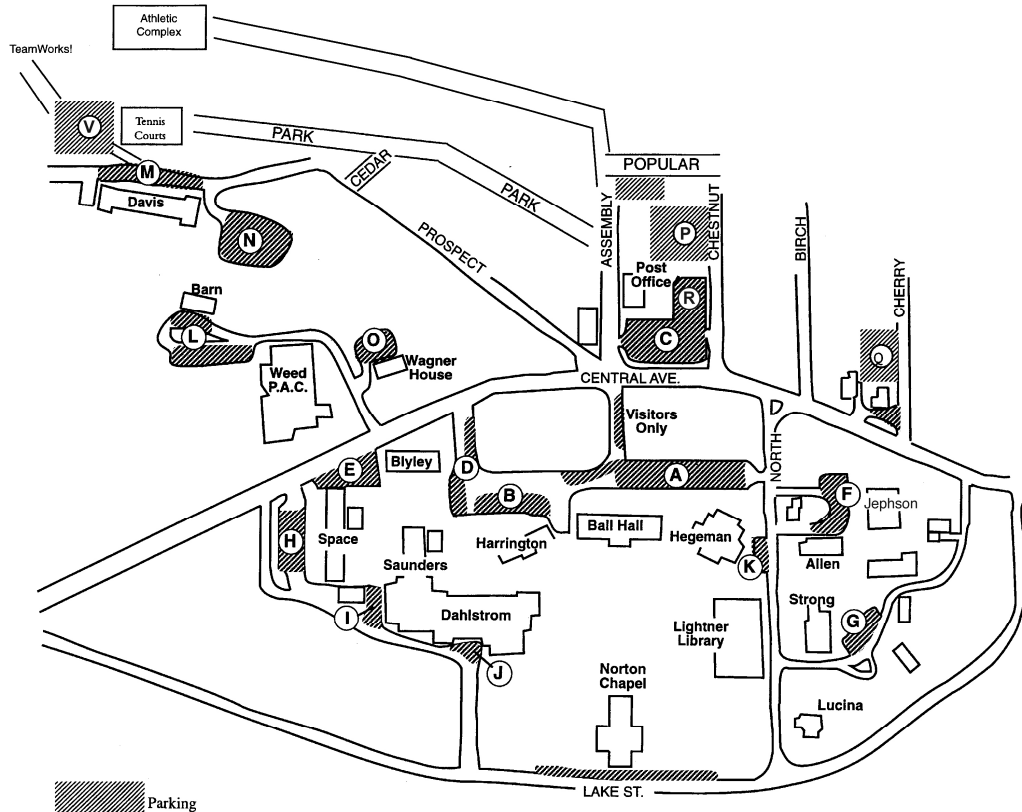 Athletic
Complex
TeamWorks!
V
Tennis
Courts
PARK
POPULAR
M
CEDAR
Davis
PARK
ASSEMBLY
CHESTNUT
P
N
PROSPECT
BIRCH
Post
Office
CHERRY
Barn
R
L
O
C
Q
Wagner
House
Weed
P.A.C.
CENTRAL AVE.
Visitors
Only
NORTH
Blyley
E
D
A
B
F
Jephson
Ball Hall
H
Space
Harrington
Hegeman
Saunders
K
Allen
Strong
I
Dahlstrom
G
Lightner
Library
J
Norton
Chapel
Lucina
LAKE ST.
Parking